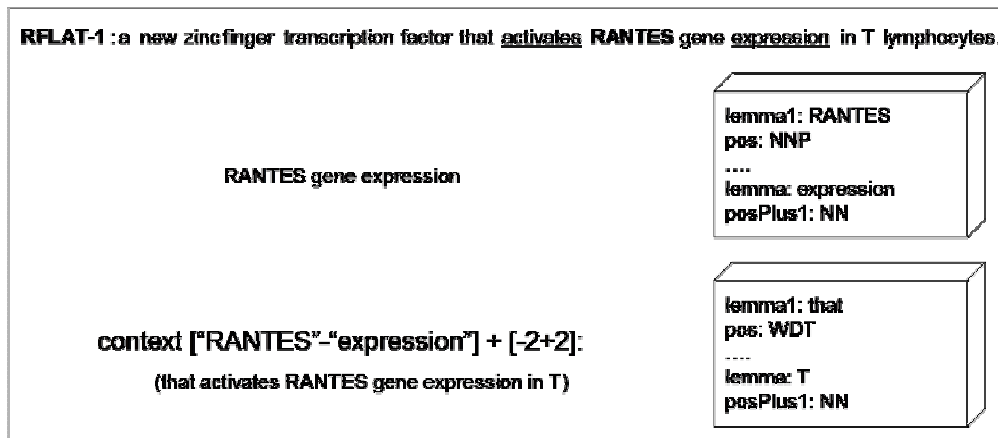 RFLAT-1 : a new zinc finger transcription factor that activates RANTES gene expression in T lymphocytes.
lemma1: RANTES
pos: NNP
....
lemma: expression
posPlus1: NN
RANTES gene expression
lemma1: that
pos: WDT
....
lemma: T
posPlus1: NN
context ["RANTES"-"expression"] + [-2+2]:
(that activates RANTES gene expression in T)